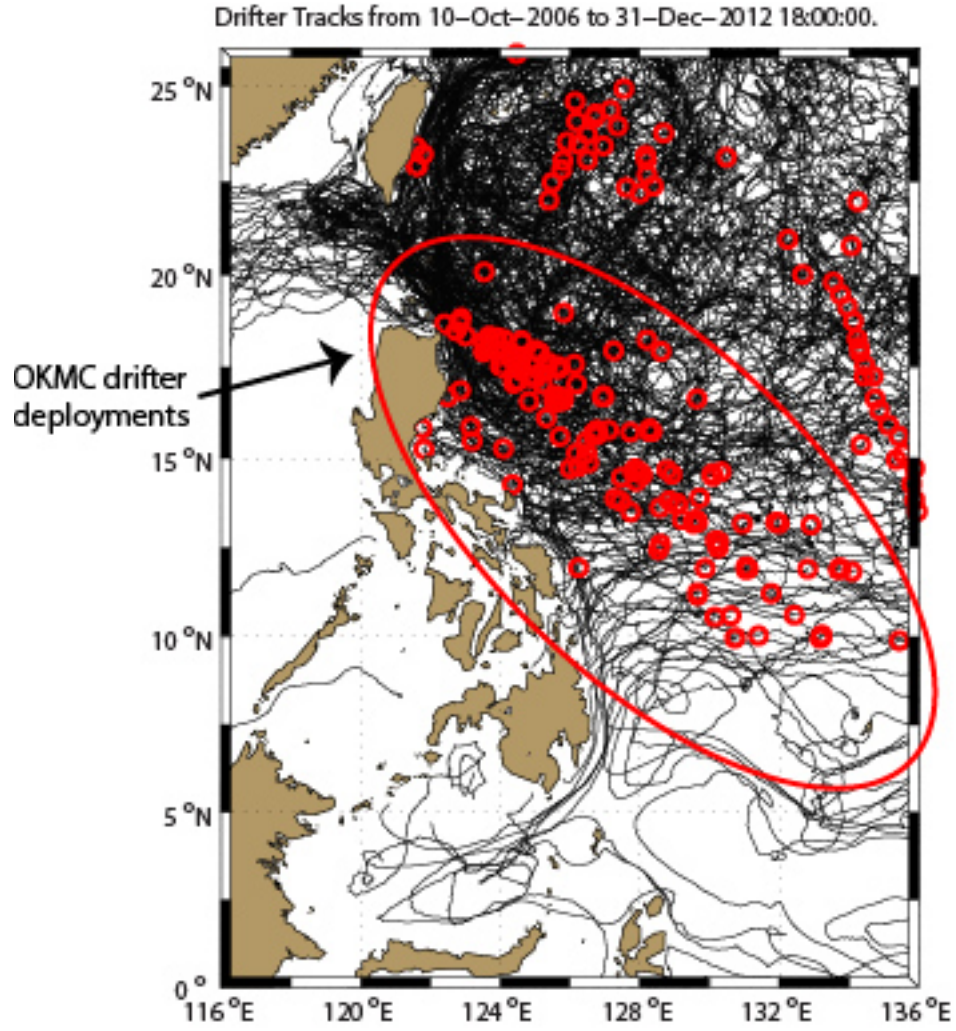 Drifter Tracks from 10–Oct–2006 to 31–Dec–2012 18:00:00.
25 °N
20 °N
OKMC drifter
deployments
15 °N
10 °N
5 °N
0 °
116 °E 120 °E 124 °E 128 °E 132 °E 136 °E